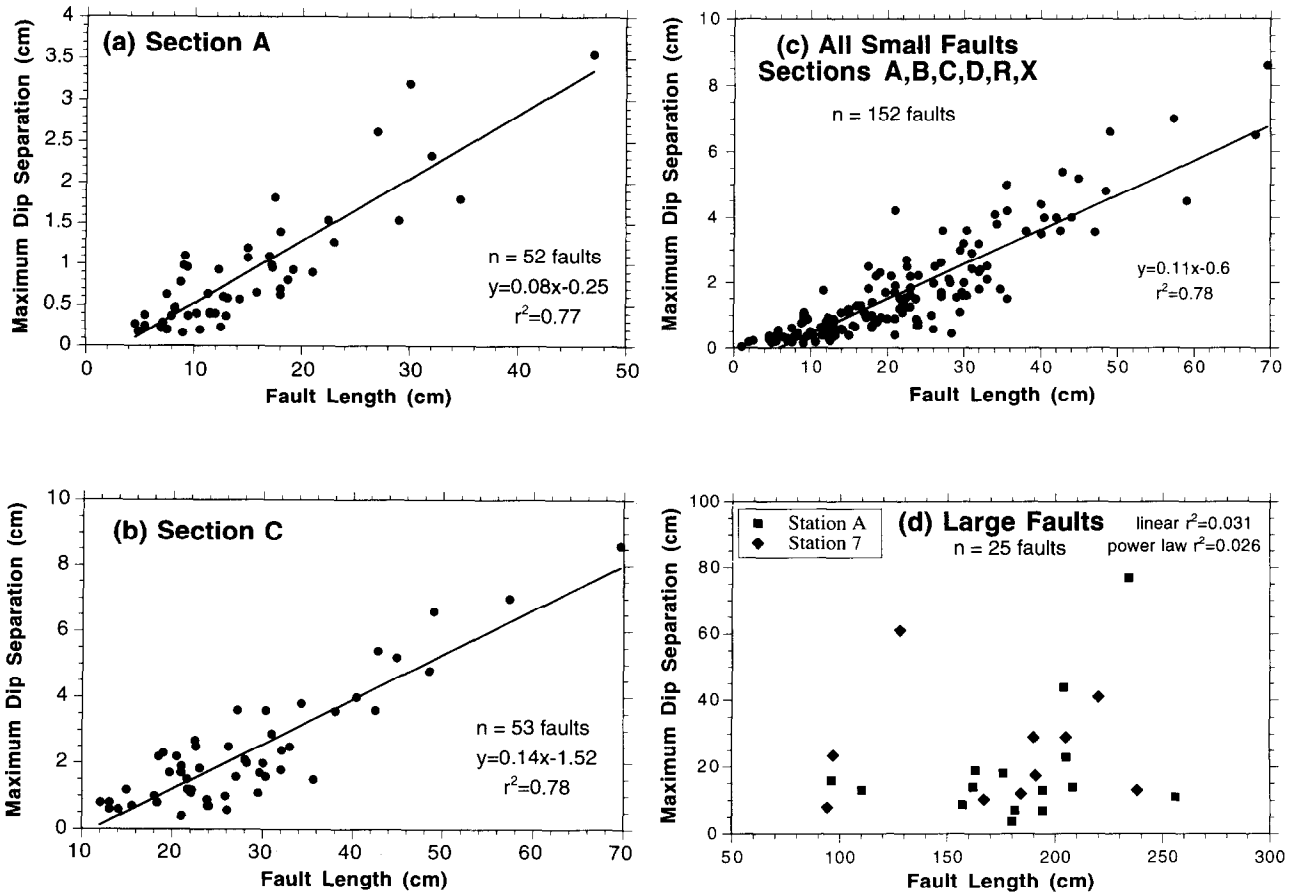 (a) Section A
Maximum Dip Separation (cm)
4
3.5
3
2.5
2
1.5
1
0.5
0
n = 52 faults
y=0.08x-0.25
r²=0.77
0 10 20 30 40 50
Fault Length (cm)
(c) All Small Faults
Sections A,B,C,D,R,X
n = 152 faults
Maximum Dip Separation (cm)
10
8
6
4
2
0
y=0.11x-0.6
r²=0.78
0 10 20 30 40 50 60 70
Fault Length (cm)
(b) Section C
Maximum Dip Separation (cm)
10
8
6
4
2
0
n = 53 faults
y=0.14x-1.52
r²=0.78
10 20 30 40 50 60 70
Fault Length (cm)
Station A
Station 7
(d) Large Faults
n = 25 faults
linear r²=0.031
power law r²=0.026
Maximum Dip Separation (cm)
100
80
60
40
20
0
50 100 150 200 250 300
Fault Length (cm)